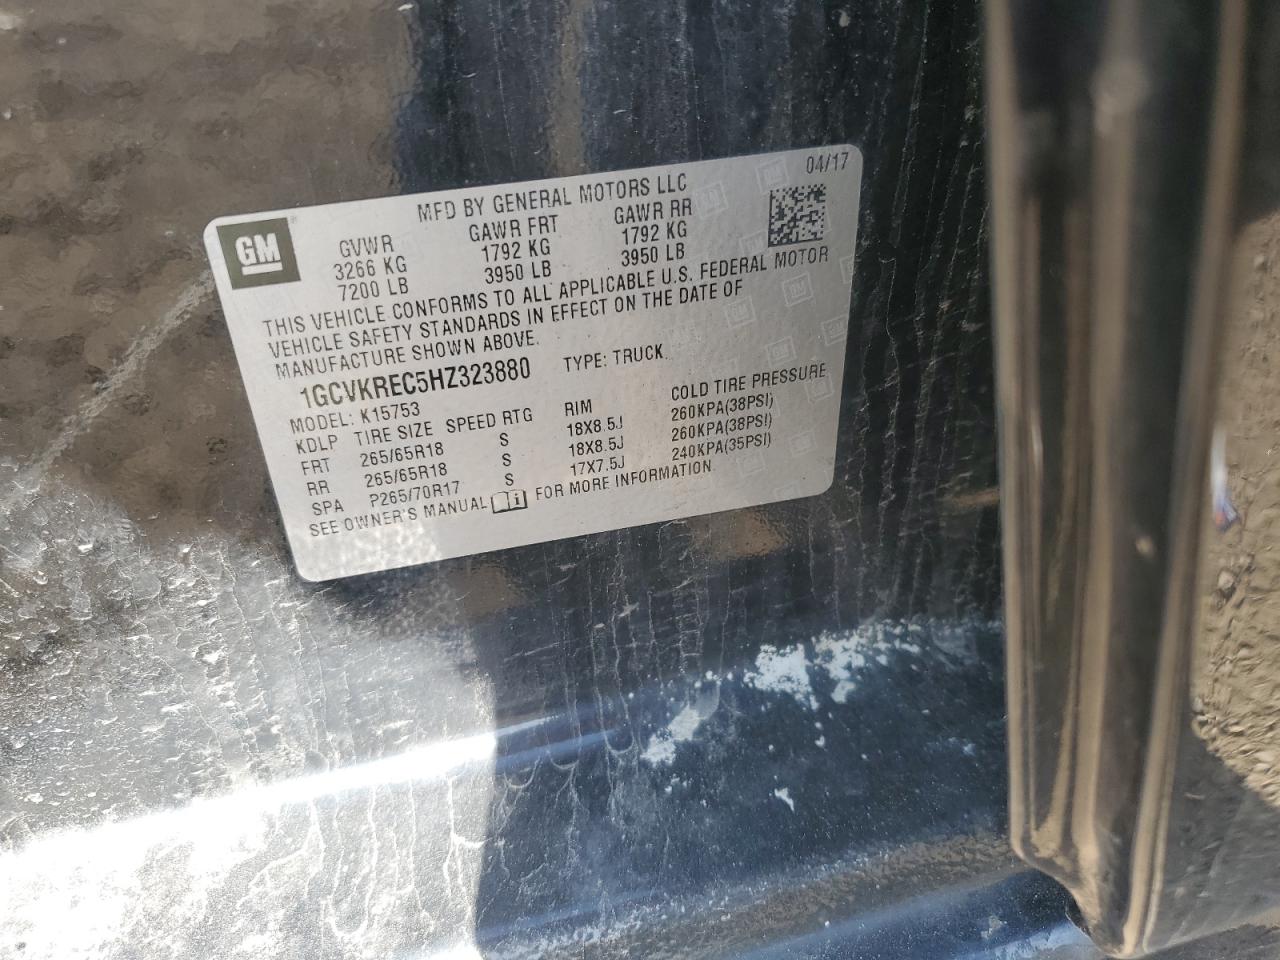 04/17
MFD BY GENERAL MOTORS LLC
GM
GVWR GAWR FRT GAWR RR
3266 KG 1792 KG 1792 KG
7200 LB 3950 LB 3950 LB
THIS VEHICLE CONFORMS TO ALL APPLICABLE U.S. FEDERAL MOTOR
VEHICLE SAFETY STANDARDS IN EFFECT ON THE DATE OF
MANUFACTURE SHOWN ABOVE.
1GCVKREC5HZ323880 TYPE: TRUCK
MODEL: K15753
KDLP TIRE SIZE SPEED RTG RIM COLD TIRE PRESSURE
FRT 265/65R18 S 18X8.5J 260KPA(38PSI)
RR 265/65R18 S 18X8.5J 260KPA(38PSI)
SPA P265/70R17 S 17X7.5J 240KPA(35PSI)
SEE OWNER'S MANUAL FOR MORE INFORMATION.